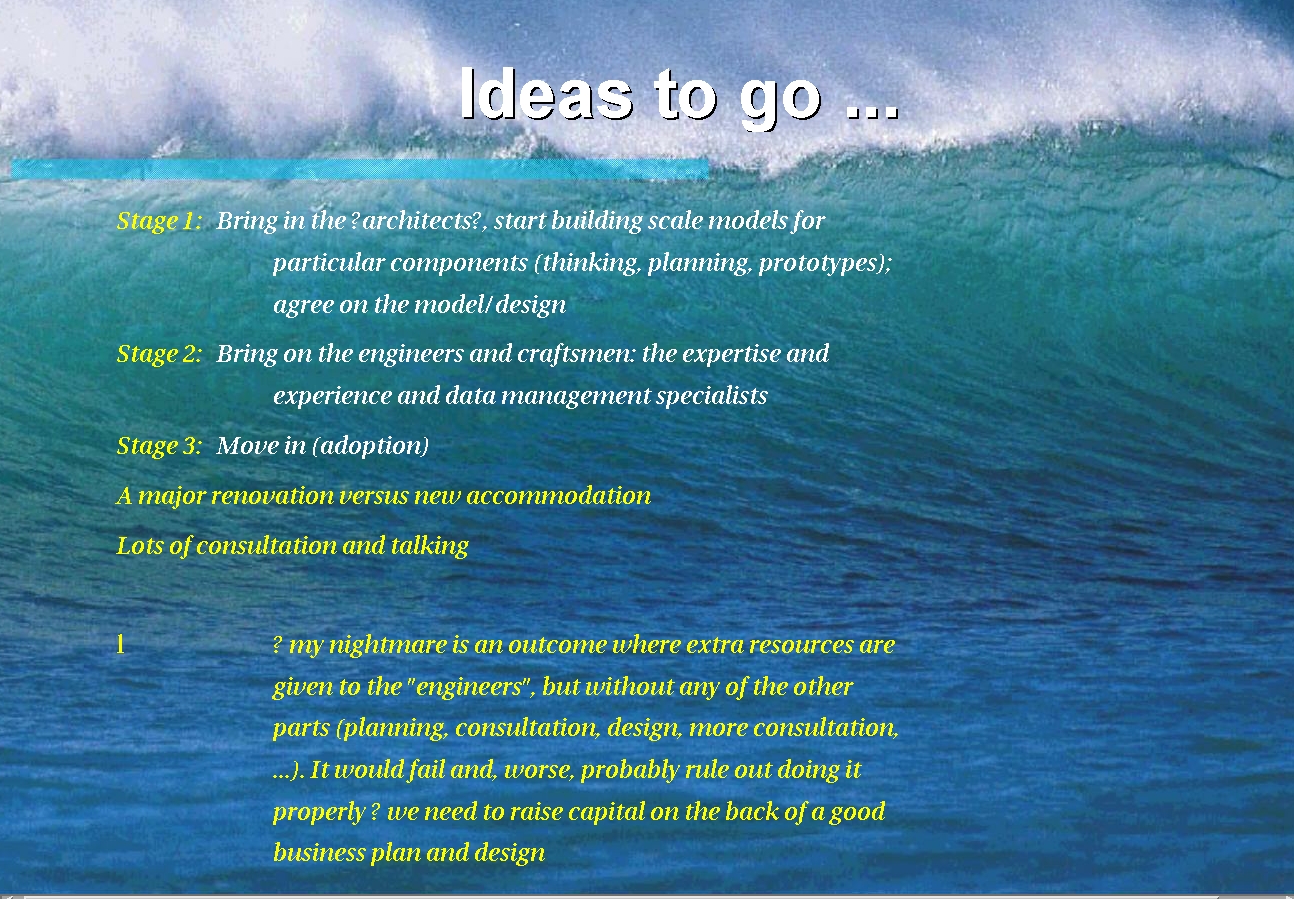 Ideas to go ...
Stage 1: Bring in the ?architects?, start building scale models for
particular components (thinking, planning, prototypes);
agree on the model/design
Stage 2: Bring on the engineers and craftsmen: the expertise and
experience and data management specialists
Stage 3: Move in (adoption)
A major renovation versus new accommodation
Lots of consultation and talking
l ? my nightmare is an outcome where extra resources are
given to the "engineers", but without any of the other
parts (planning, consultation, design, more consultation,
...). It would fail and, worse, probably rule out doing it
properly ? we need to raise capital on the back of a good
business plan and design